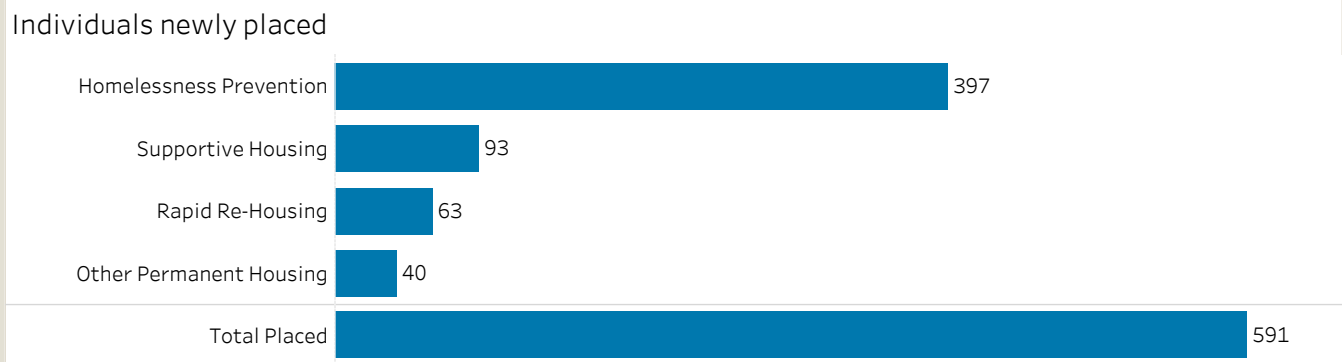 Individuals newly placed
Homelessness Prevention 397
Supportive Housing 93
Rapid Re-Housing 63
Other Permanent Housing 40
Total Placed 591